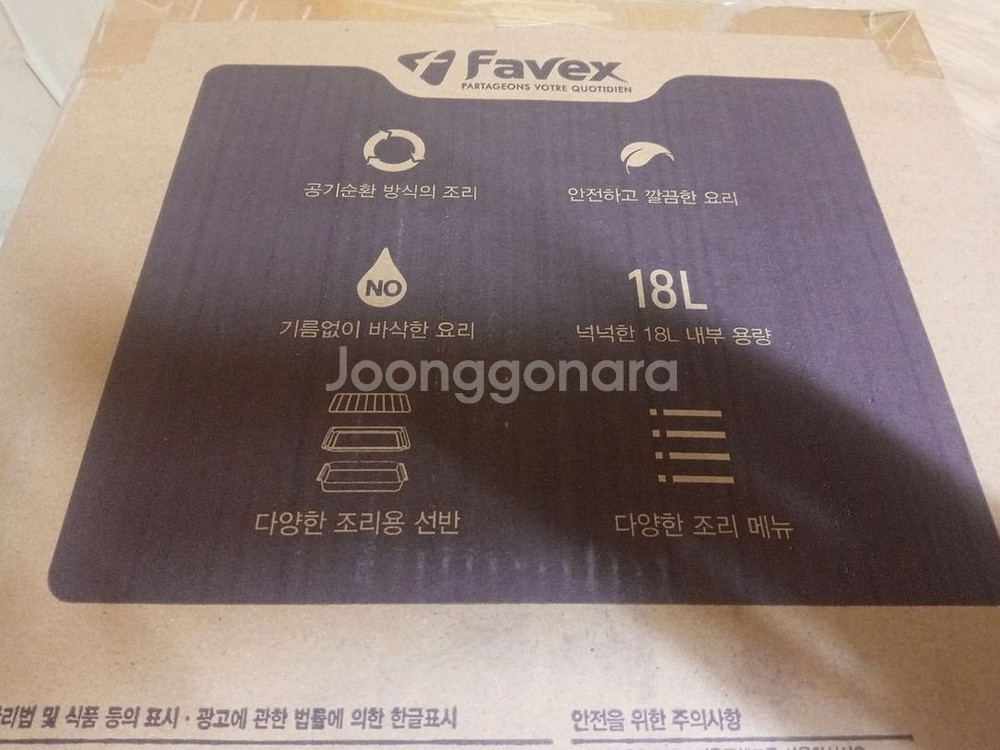 Favex
PARTAGEONS VOTRE QUOTIDIEN
공기순환 방식의 조리
안전하고 깔끔한 요리
NO
18L
기름없이 바삭한 요리
넉넉한 18L 내부 용량
Joonggonara
다양한 조리용 선반
다양한 조리 메뉴
및 식품 등의 표시·광고에 관한 법률에 의한 한글표시
안전을 위한 주의사항